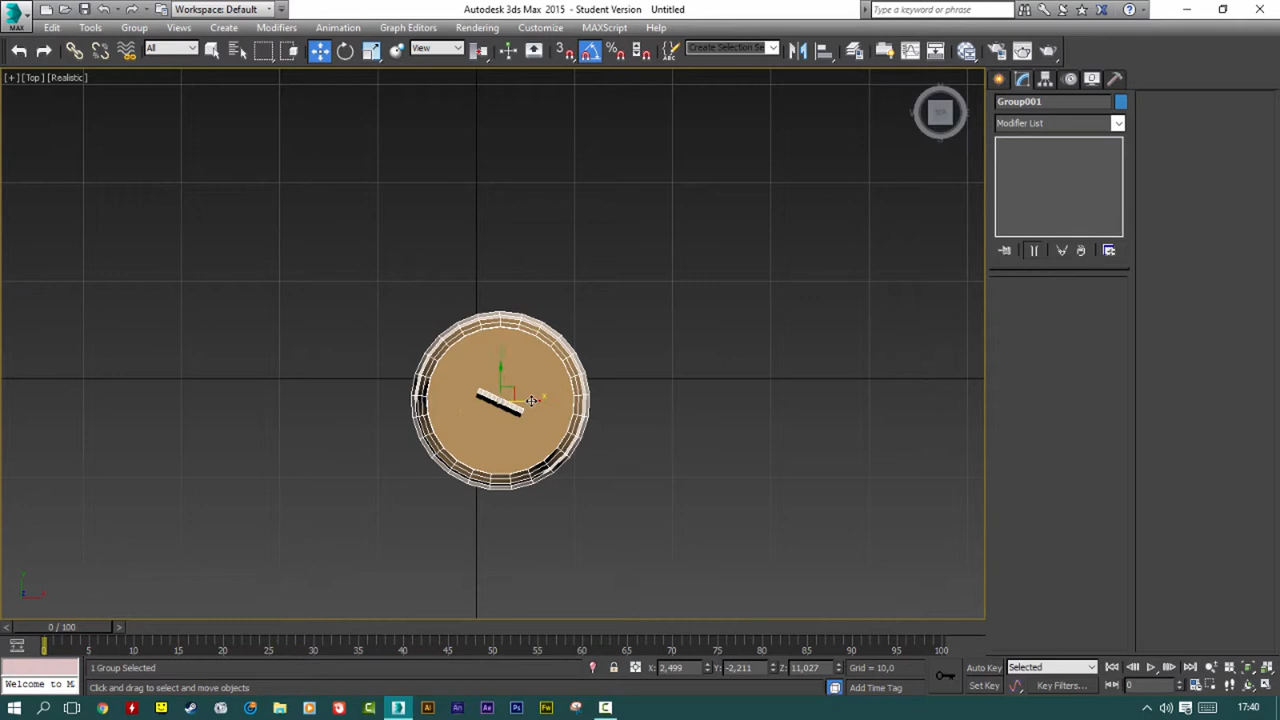 Workspace: Default
Autodesk 3ds Max 2015 - Student Version Untitled
Type a keyword or phrase
MAX
Edit Tools Group Views Create Modifiers Animation Graph Editors Rendering Customize MAXScript Help
All
View
Create Selection Se
[+] [Top] [Realistic]
Group001
Modifier List
0 / 100
0 5 10 15 20 25 30 35 40 45 50 55 60 65 70 75 80 85 90 95 100
1 Group Selected
X: 2,499
Y: -2,211
Z: 11,027
Grid = 10,0
Auto Key
Selected
Welcome to M
Click and drag to select and move objects
Add Time Tag
Set Key
Key Filters...
0
17:40